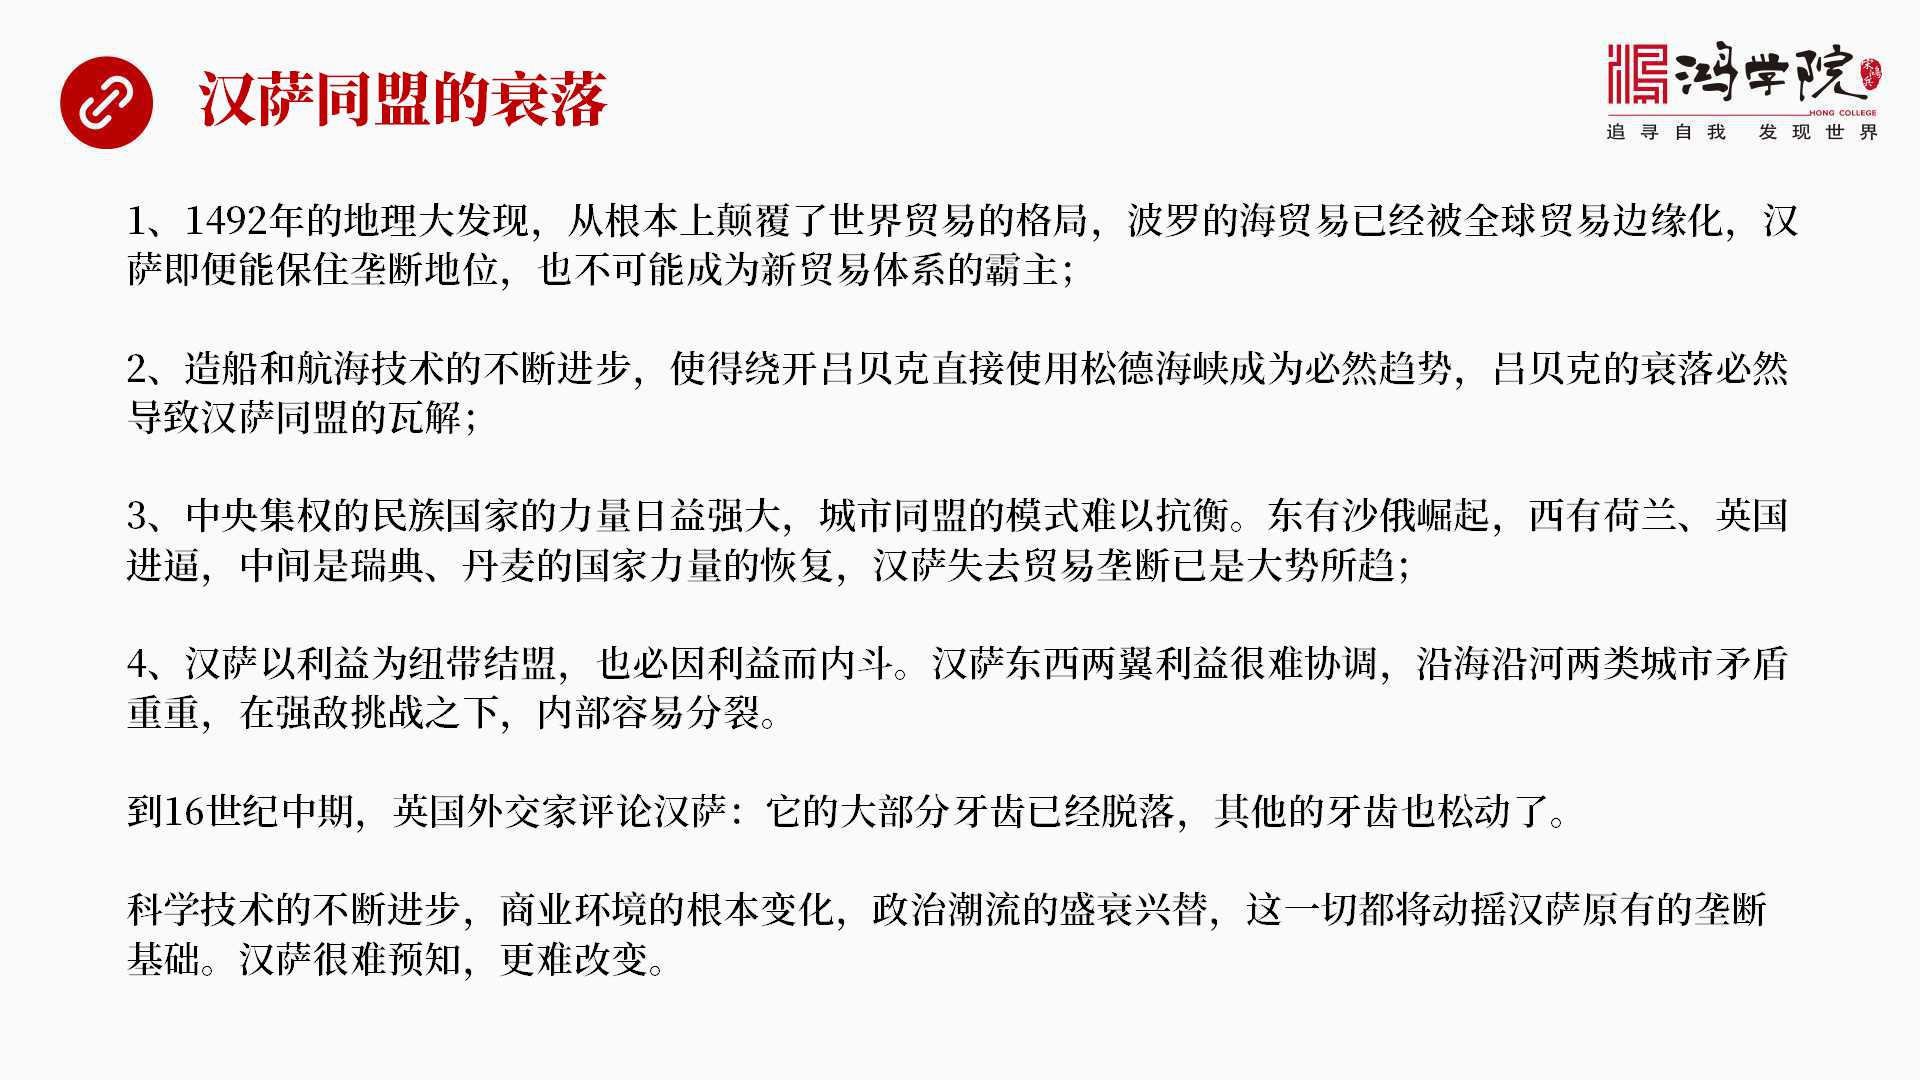 汉萨同盟的衰落
鸿学院
宋鸿兵
HONG COLLEGE
追寻自我 发现世界
1、1492年的地理大发现，从根本上颠覆了世界贸易的格局，波罗的海贸易已经被全球贸易边缘化，汉
萨即便能保住垄断地位，也不可能成为新贸易体系的霸主；
2、造船和航海技术的不断进步，使得绕开吕贝克直接使用松德海峡成为必然趋势，吕贝克的衰落必然
导致汉萨同盟的瓦解；
3、中央集权的民族国家的力量日益强大，城市同盟的模式难以抗衡。东有沙俄崛起，西有荷兰、英国
进逼，中间是瑞典、丹麦的国家力量的恢复，汉萨失去贸易垄断已是大势所趋；
4、汉萨以利益为纽带结盟，也必因利益而内斗。汉萨东西两翼利益很难协调，沿海沿河两类城市矛盾
重重，在强敌挑战之下，内部容易分裂。
到16世纪中期，英国外交家评论汉萨：它的大部分牙齿已经脱落，其他的牙齿也松动了。
科学技术的不断进步，商业环境的根本变化，政治潮流的盛衰兴替，这一切都将动摇汉萨原有的垄断
基础。汉萨很难预知，更难改变。